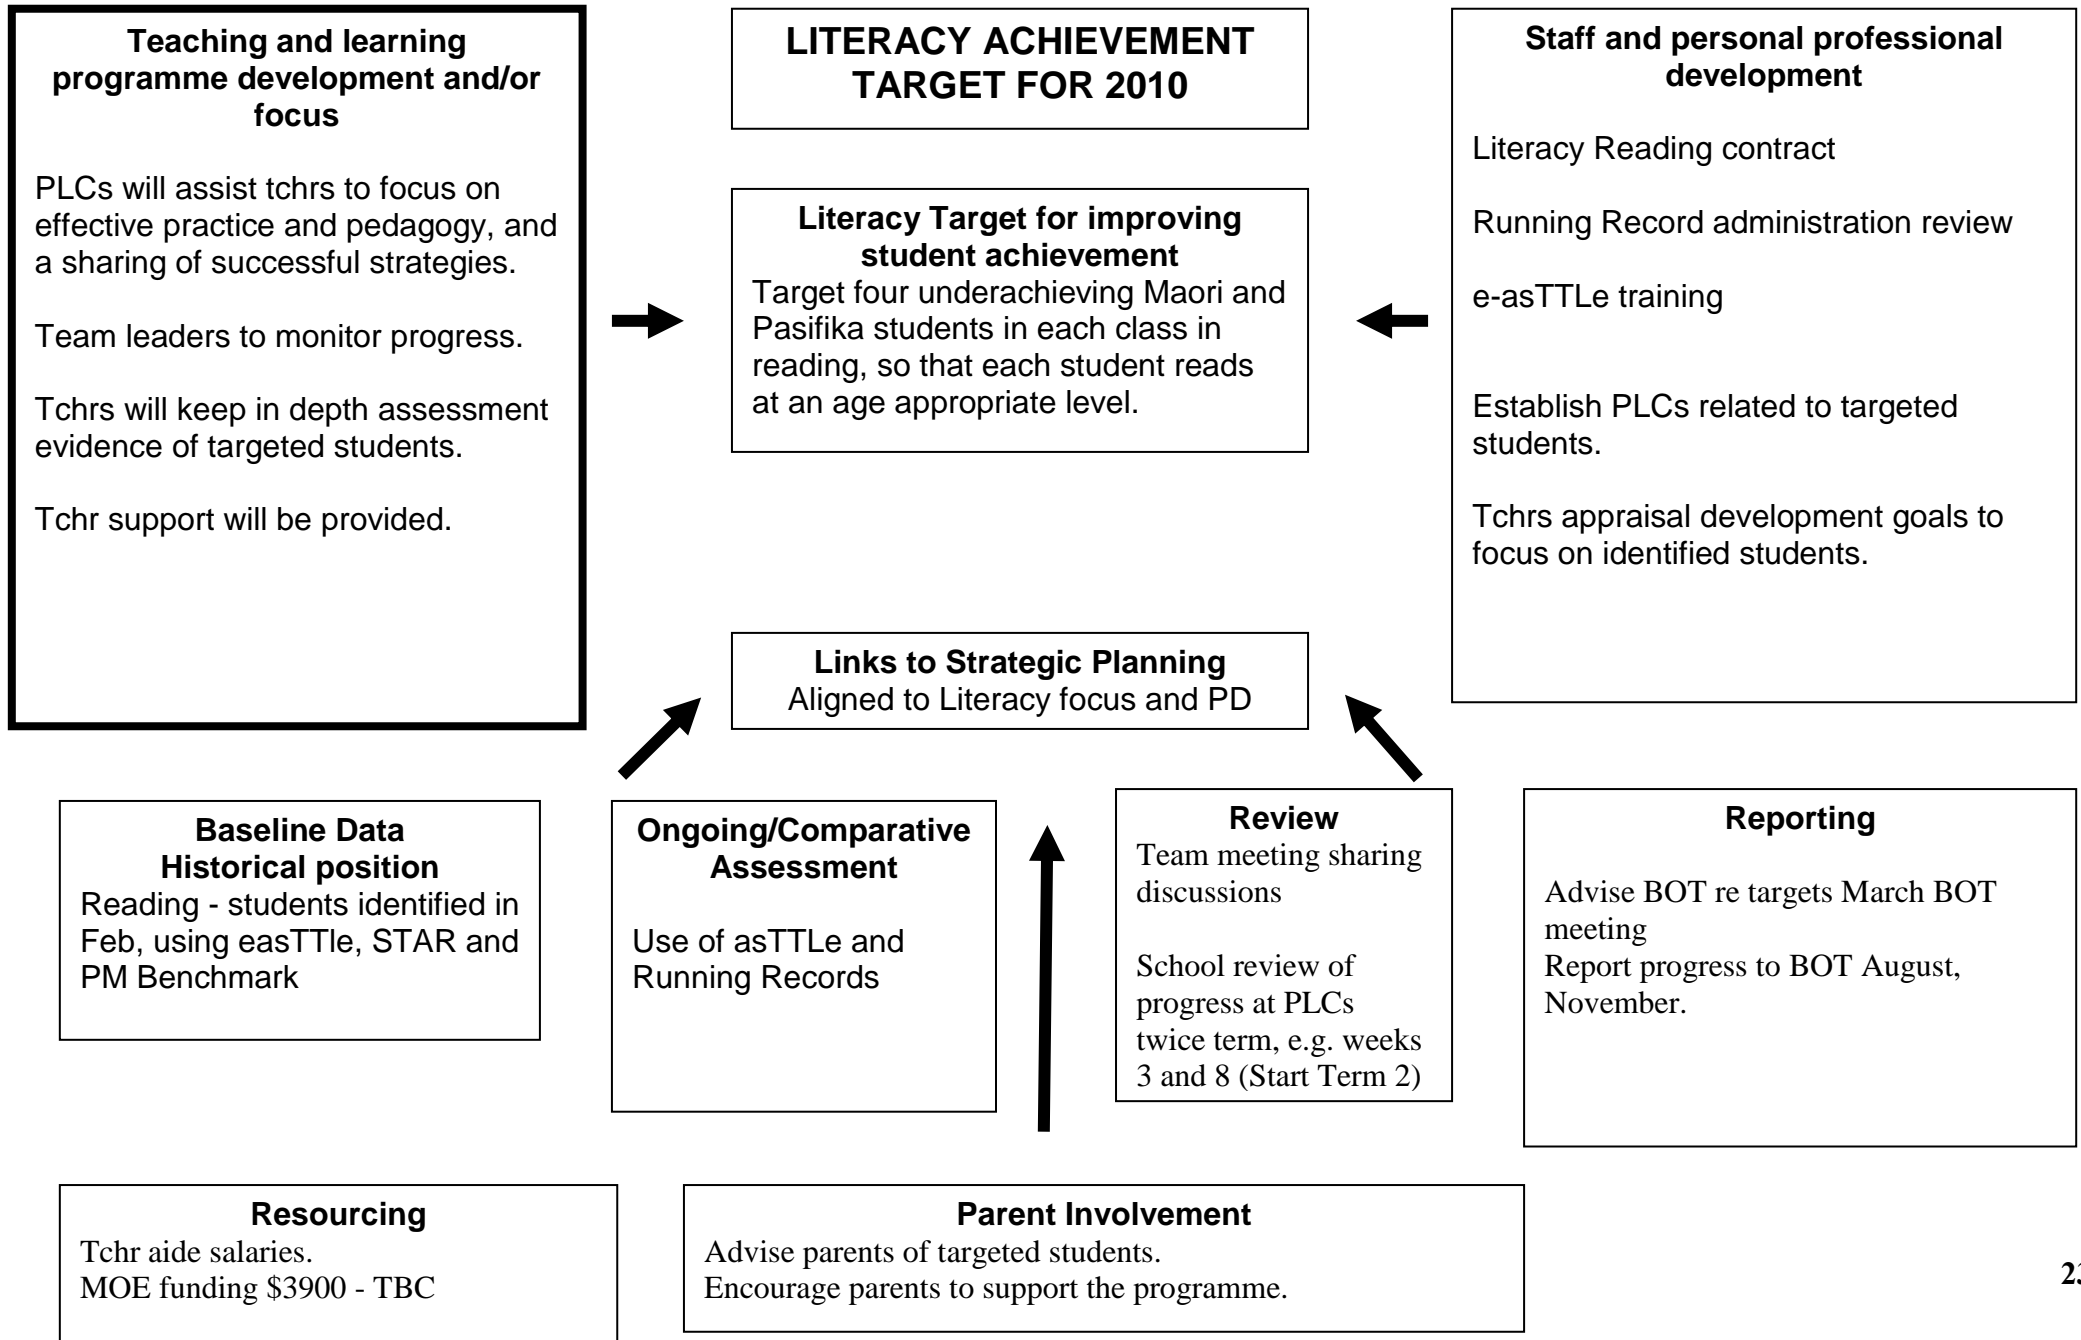 Teaching and learning
programme development and/or
focus
PLCs will assist tchrs to focus on
effective practice and pedagogy, and
a sharing of successful strategies.
Team leaders to monitor progress.
Tchrs will keep in depth assessment
evidence of targeted students.
Tchr support will be provided.
LITERACY ACHIEVEMENT
TARGET FOR 2010
Literacy Target for improving
student achievement
Target four underachieving Maori and
Pasifika students in each class in
reading, so that each student reads
at an age appropriate level.
Staff and personal professional
development
Literacy Reading contract
Running Record administration review
e-asTTLe training
Establish PLCs related to targeted
students.
Tchrs appraisal development goals to
focus on identified students.
Links to Strategic Planning
Aligned to Literacy focus and PD
Baseline Data
Historical position
Reading - students identified in
Feb, using easTTle, STAR and
PM Benchmark
Ongoing/Comparative
Assessment
Use of asTTLe and
Running Records
Review
Team meeting sharing
discussions
School review of
progress at PLCs
twice term, e.g. weeks
3 and 8 (Start Term 2)
Reporting
Advise BOT re targets March BOT
meeting
Report progress to BOT August,
November.
Resourcing
Tchr aide salaries.
MOE funding $3900 - TBC
Parent Involvement
Advise parents of targeted students.
Encourage parents to support the programme.